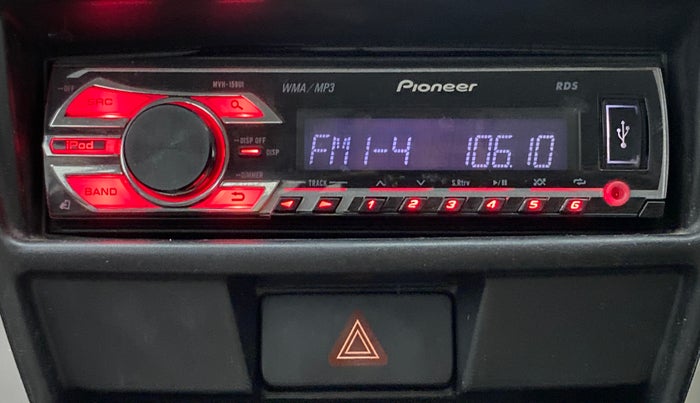 OFF
MVH-159UI
WMA/MP3
Pioneer
RDS
SRC
DISP OFF
iPod
DISP
FM1-4 106.10
DIMMER
BAND
TRACK
S.Rtrv
1 2 3 4 5 6